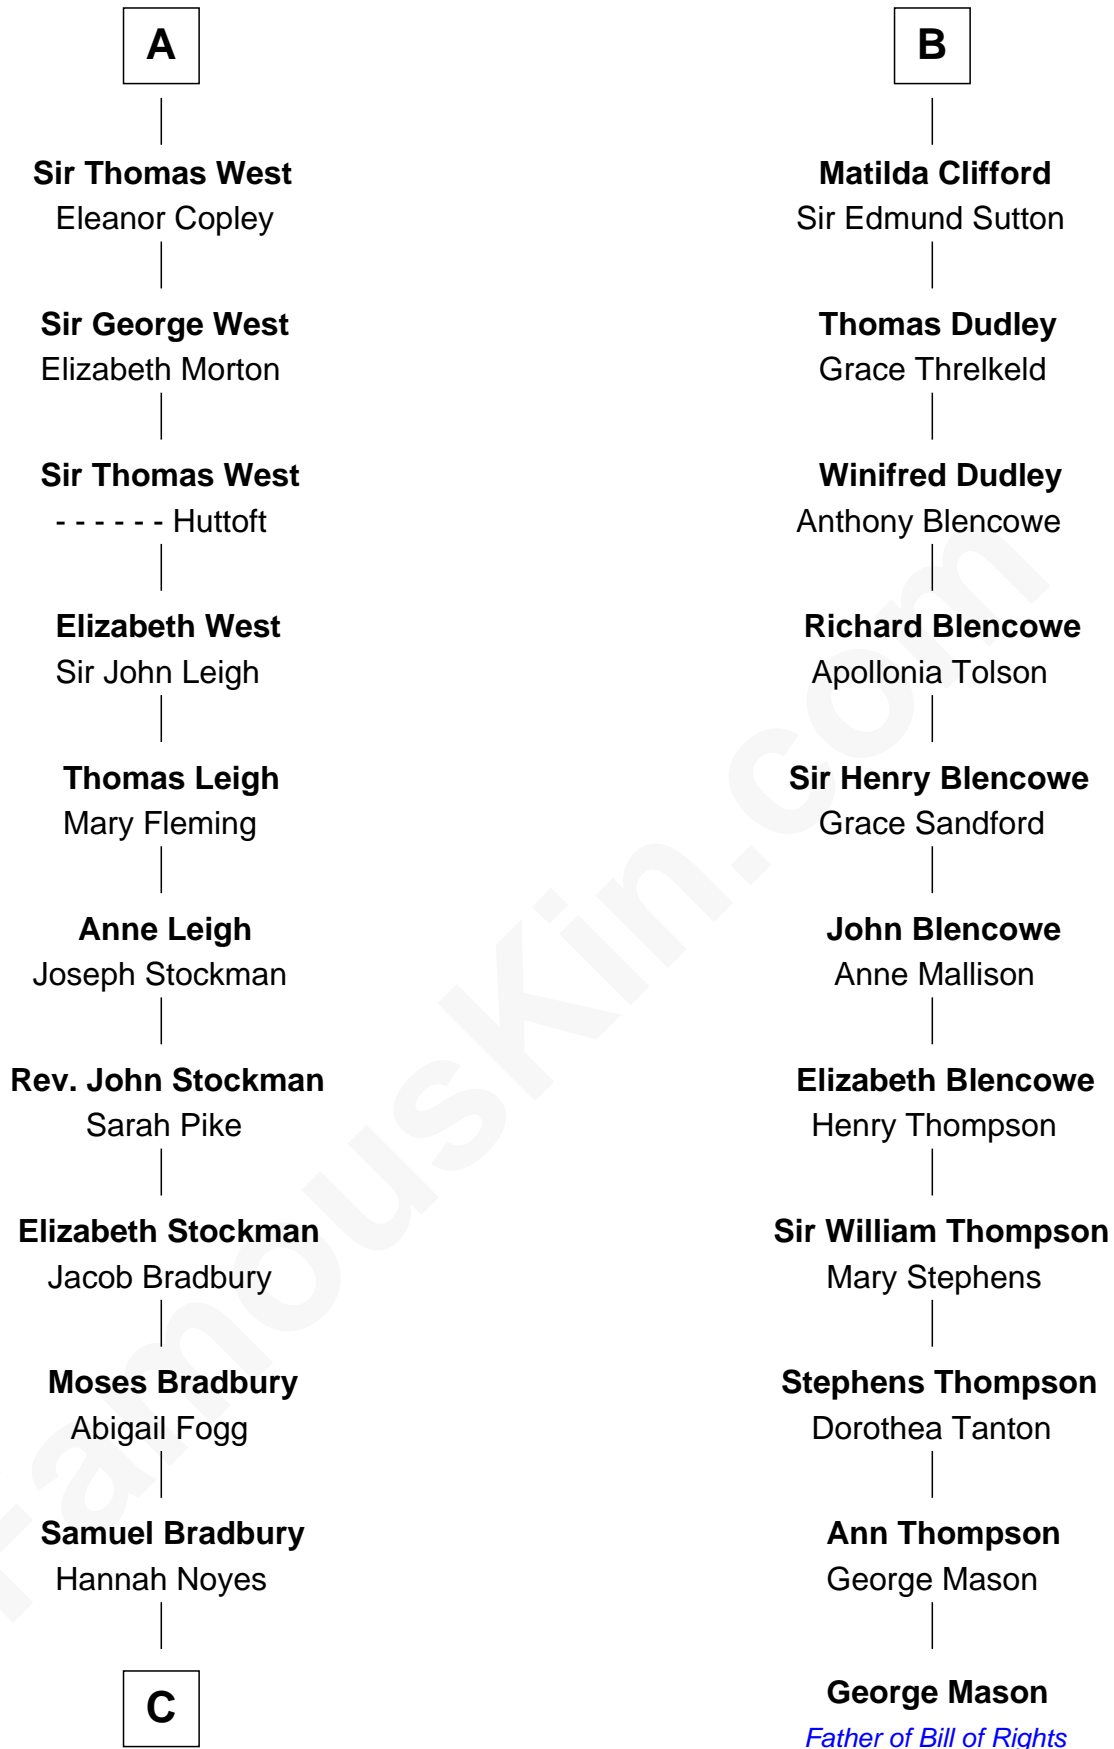 A
Sir Thomas West
Eleanor Copley
Sir George West
Elizabeth Morton
Sir Thomas West
- - - - - - Huttoft
Elizabeth West
Sir John Leigh
Thomas Leigh
Mary Fleming
Anne Leigh
Joseph Stockman
Rev. John Stockman
Sarah Pike
Elizabeth Stockman
Jacob Bradbury
Moses Bradbury
Abigail Fogg
Samuel Bradbury
Hannah Noyes
C
B
Matilda Clifford
Sir Edmund Sutton
Thomas Dudley
Grace Threlkeld
Winifred Dudley
Anthony Blencowe
Richard Blencowe
Apollonia Tolson
Sir Henry Blencowe
Grace Sandford
John Blencowe
Anne Mallison
Elizabeth Blencowe
Henry Thompson
Sir William Thompson
Mary Stephens
Stephens Thompson
Dorothea Tanton
Ann Thompson
George Mason
George Mason
Father of Bill of Rights
FamousKin.com